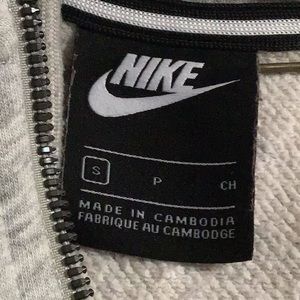 NIKE
S P CH
MADE IN CAMBODIA
FABRIQUE AU CAMBODGE